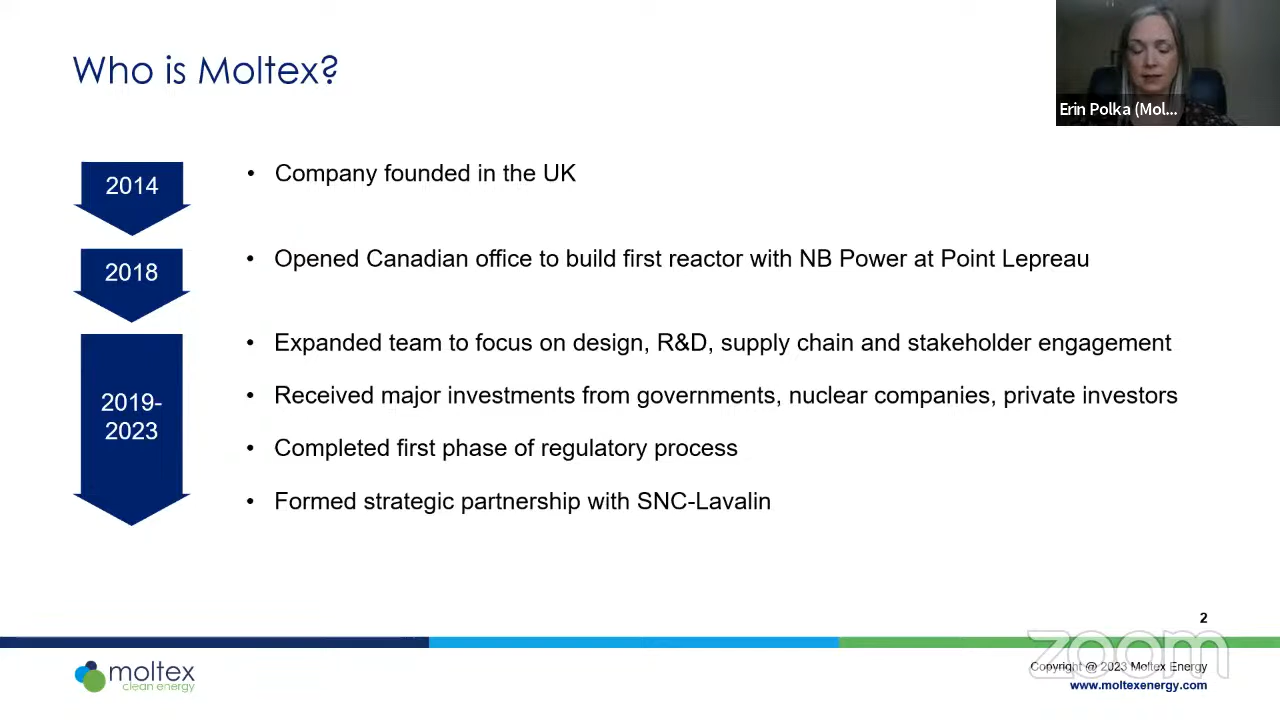 Who is Moltex?
Erin Polka (Mol...
2014
• Company founded in the UK
2018
• Opened Canadian office to build first reactor with NB Power at Point Lepreau
2019-
2023
• Expanded team to focus on design, R&D, supply chain and stakeholder engagement
• Received major investments from governments, nuclear companies, private investors
• Completed first phase of regulatory process
• Formed strategic partnership with SNC-Lavalin
2
moltex
clean energy
zoom
Copyright @ 2023 Moltex Energy
www.moltexenergy.com